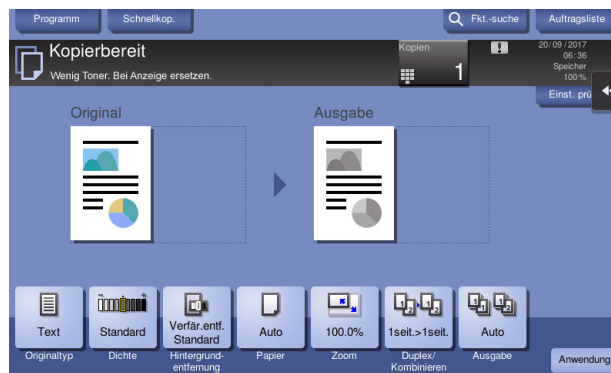 Programm
Schnellkop.
Fkt.-suche
Auftragsliste
Kopierbereit
Wenig Toner. Bei Anzeige ersetzen.
Kopien
1
20/09/2017
06:36
Speicher
100 %
Einst. prü
Original
Ausgabe
Text
Standard
Verfär.entf.
Standard
Auto
100.0%
1seit.>1seit.
Auto
Originaltyp
Dichte
Hintergrund-
entfernung
Papier
Zoom
Duplex/
Kombinieren
Ausgabe
Anwendung